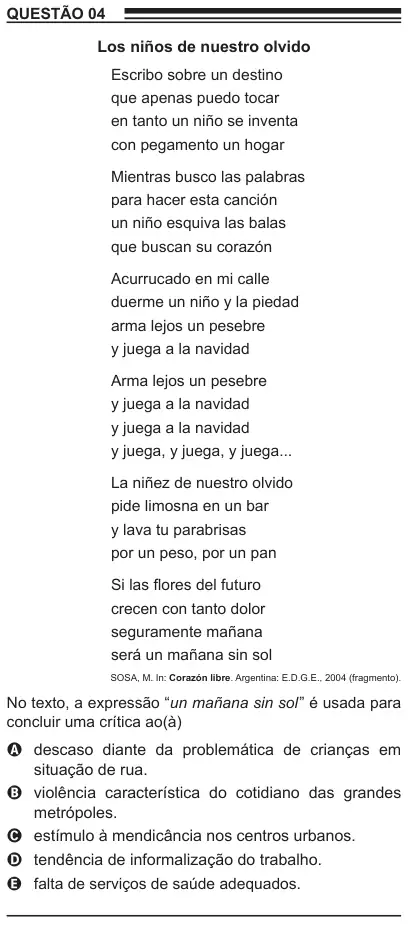 QUESTÃO 04
Los niños de nuestro olvido
Escribo sobre un destino
que apenas puedo tocar
en tanto un niño se inventa
con pegamento un hogar
Mientras busco las palabras
para hacer esta canción
un niño esquiva las balas
que buscan su corazón
Acurrucado en mi calle
duerme un niño y la piedad
arma lejos un pesebre
y juega a la navidad
Arma lejos un pesebre
y juega a la navidad
y juega a la navidad
y juega, y juega, y juega...
La niñez de nuestro olvido
pide limosna en un bar
y lava tu parabrisas
por un peso, por un pan
Si las flores del futuro
crecen con tanto dolor
seguramente mañana
será un mañana sin sol
SOSA, M. In: Corazón libre. Argentina: E.D.G.E., 2004 (fragmento).
No texto, a expressão “un mañana sin sol” é usada para
concluir uma crítica ao(à)
A descaso diante da problemática de crianças em
situação de rua.
B violência característica do cotidiano das grandes
metrópoles.
C estímulo à mendicância nos centros urbanos.
D tendência de informalização do trabalho.
E falta de serviços de saúde adequados.